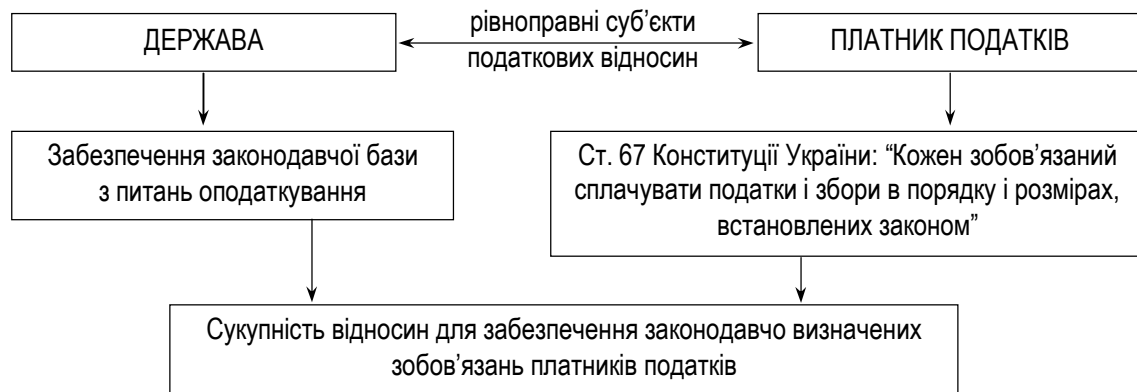 ДЕРЖАВА
рівноправні суб’єкти
податкових відносин
ПЛАТНИК ПОДАТКІВ
Забезпечення законодавчої бази
з питань оподаткування
Ст. 67 Конституції України: “Кожен зобов’язаний
сплачувати податки і збори в порядку і розмірах,
встановлених законом”
Сукупність відносин для забезпечення законодавчо визначених
зобов’язань платників податків